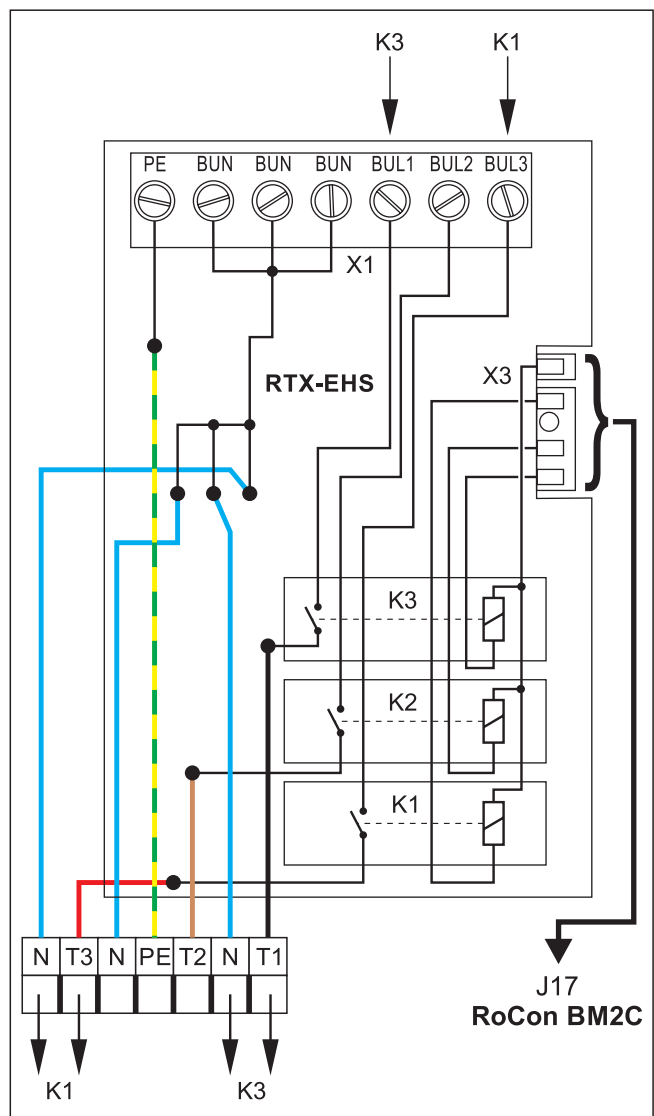 K3 K1
PE BUN BUN BUN BUL1 BUL2 BUL3
X1
X3
RTX-EHS
K3
K2
K1
N T3 N PE T2 N T1
J17
RoCon BM2C
K1 K3